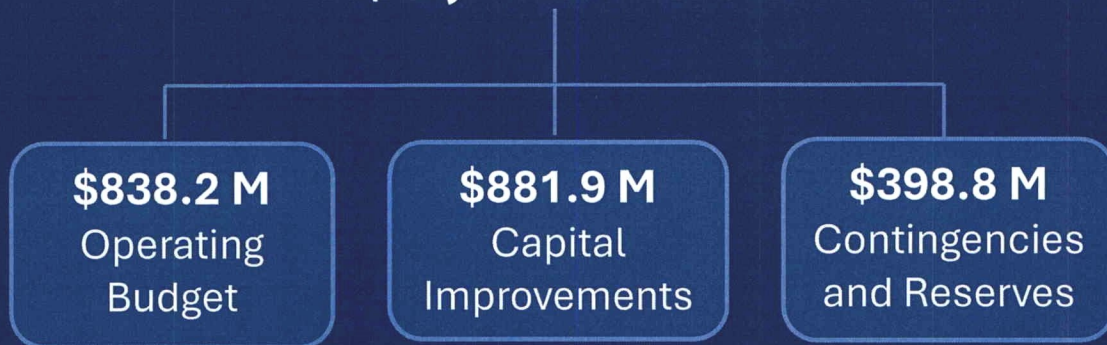 $838.2 M
Operating
Budget
$881.9 M
Capital
Improvements
$398.8 M
Contingencies
and Reserves